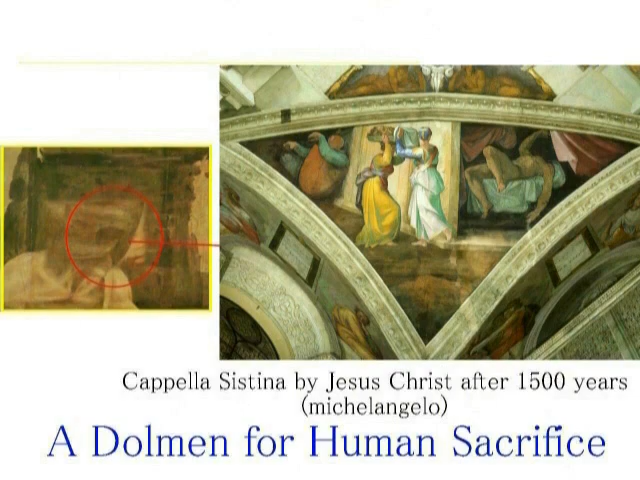 Cappella Sistina by Jesus Christ after 1500 years
(michelangelo)
A Dolmen for Human Sacrifice